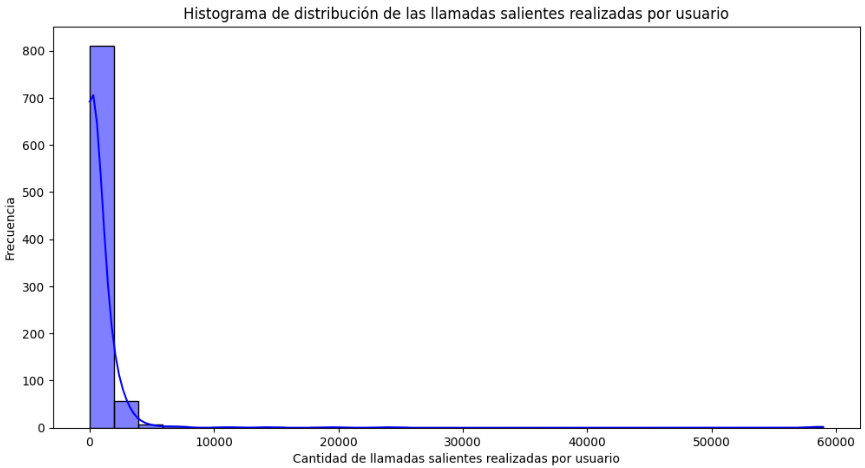 Histograma de distribución de las llamadas salientes realizadas por usuario
Frecuencia
800
700
600
500
400
300
200
100
0
0 10000 20000 30000 40000 50000 60000
Cantidad de llamadas salientes realizadas por usuario